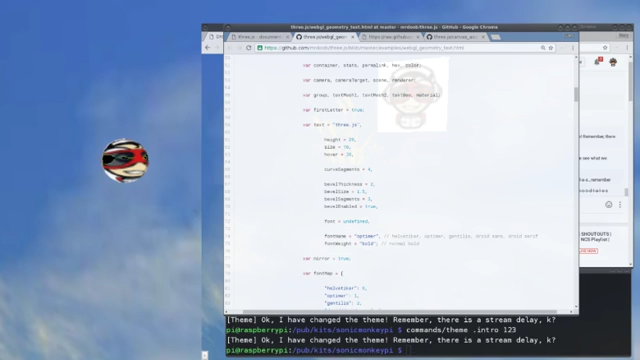 three.js/webgl_geometry_text.html at master · mrdoob/three.js · GitHub - Google Chrome
var container, stats, permalink, hex, color;
var camera, cameraTarget, scene, renderer;
var group, textMesh1, textMesh2, textGeo, material;
var firstLetter = true;
var text = "three.js",
height = 20,
size = 70,
hover = 30,
curveSegments = 4,
bevelThickness = 2,
bevelSize = 1.5,
bevelSegments = 3,
bevelEnabled = true,
font = undefined,
fontName = "optimer", // helvetiker, optimer, gentilis, droid sans, droid serif
fontWeight = "bold"; // normal bold
var mirror = true;
var fontMap = {
"helvetiker": 0,
"optimer": 1,
"gentilis": 2,
SHOUTOUTS |
NCS Playlist |
[Theme] Ok, I have changed the theme! Remember, there is a stream delay, k?
pi@raspberrypi:/pub/kits/sonicmonkeypi $ commands/theme .intro 123
[Theme] Ok, I have changed the theme! Remember, there is a stream delay, k?
pi@raspberrypi:/pub/kits/sonicmonkeypi $